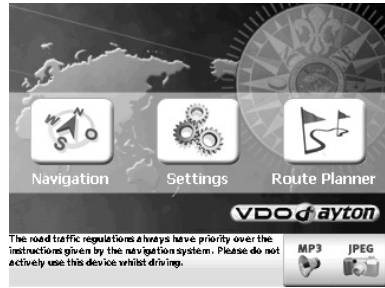 N
W
O
S
Navigation Settings Route Planner
VDO dayton
The road traffic regulations always have priority over the
instructions given by the navigation system. Please do not
actively use this device whilst driving.
MP3 JPEG